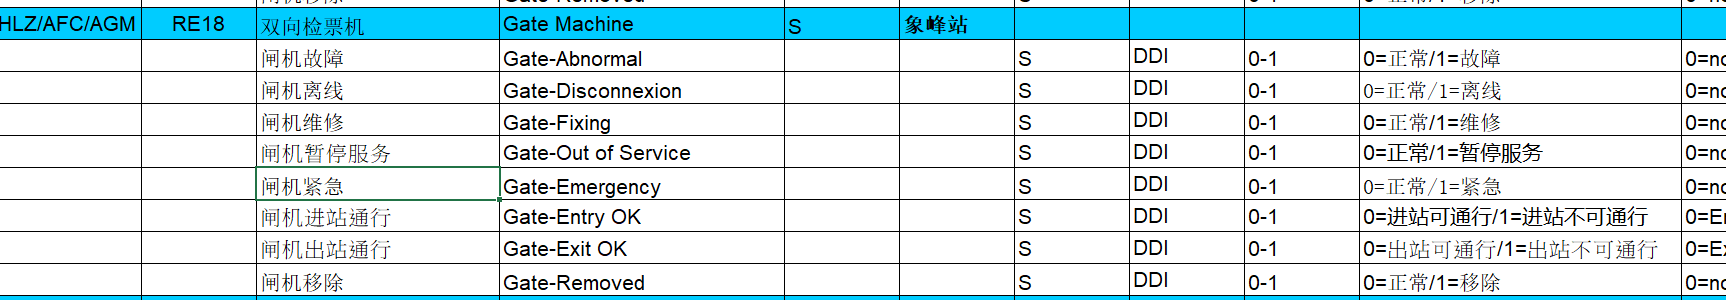 HLZ/AFC/AGM RE18 双向检票机 Gate Machine S 象峰站
闸机故障 Gate-Abnormal S DDI 0-1 0=正常/1=故障 0=no
闸机离线 Gate-Disconnexion S DDI 0-1 0=正常/1=离线 0=no
闸机维修 Gate-Fixing S DDI 0-1 0=正常/1=维修 0=no
闸机暂停服务 Gate-Out of Service S DDI 0-1 0=正常/1=暂停服务 0=no
闸机紧急 Gate-Emergency S DDI 0-1 0=正常/1=紧急 0=no
闸机进站通行 Gate-Entry OK S DDI 0-1 0=进站可通行/1=进站不可通行 0=En
闸机出站通行 Gate-Exit OK S DDI 0-1 0=出站可通行/1=出站不可通行 0=Ex
闸机移除 Gate-Removed S DDI 0-1 0=正常/1=移除 0=no